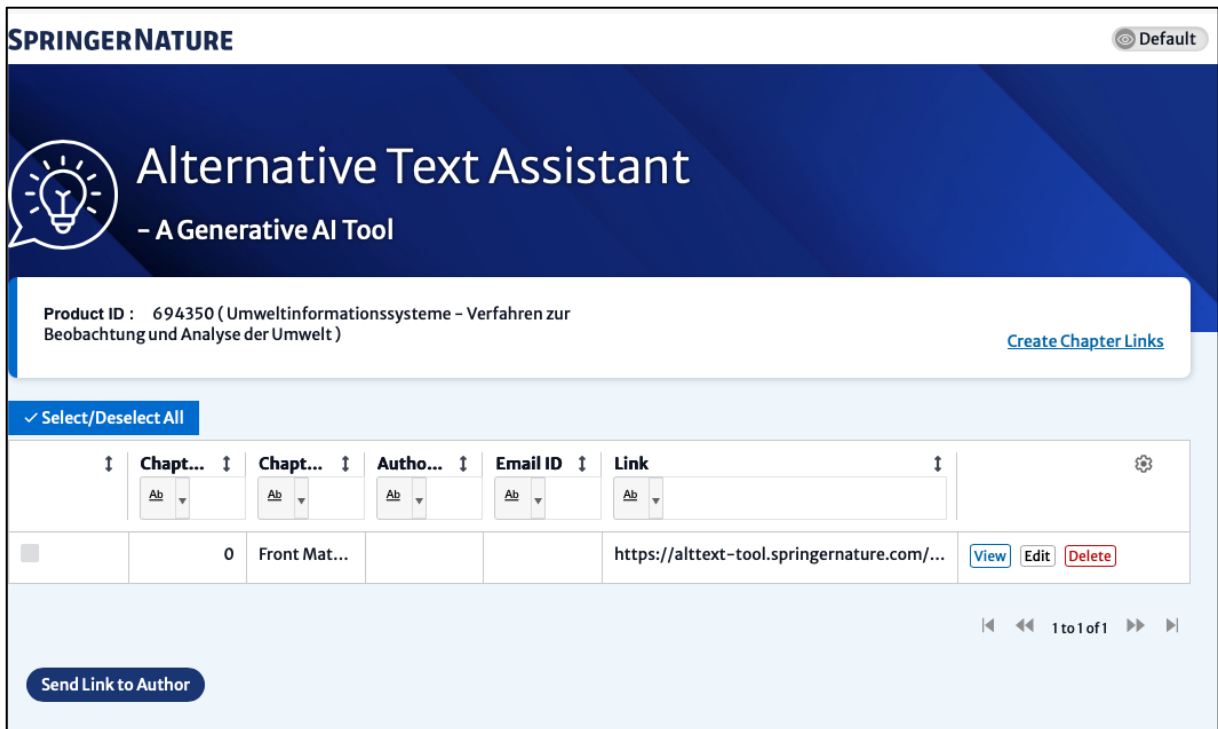 SPRINGER NATURE
Default
Alternative Text Assistant
– A Generative AI Tool
Product ID : 694350 ( Umweltinformationssysteme – Verfahren zur
Beobachtung und Analyse der Umwelt )
Create Chapter Links
✓ Select/Deselect All
Chapt... Chapt... Autho... Email ID Link
Ab Ab Ab Ab Ab
0 Front Mat... https://alttext-tool.springernature.com/... View Edit Delete
1 to 1 of 1
Send Link to Author